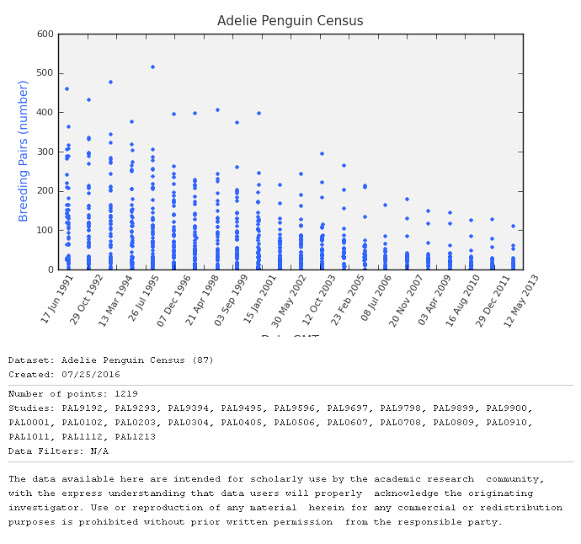 Adelie Penguin Census
600
500
400
300
200
100
0
Breeding Pairs (number)
17 Jun 1991
29 Oct 1992
13 Mar 1994
26 Jul 1995
07 Dec 1996
21 Apr 1998
03 Sep 1999
15 Jan 2001
30 May 2002
12 Oct 2003
23 Feb 2005
08 Jul 2006
20 Nov 2007
03 Apr 2009
16 Aug 2010
29 Dec 2011
12 May 2013
Dataset: Adelie Penguin Census (87)
Created: 07/25/2016
Number of points: 1219
Studies: PAL9192, PAL9293, PAL9394, PAL9495, PAL9596, PAL9697, PAL9798, PAL9899, PAL9900,
PAL0001, PAL0102, PAL0203, PAL0304, PAL0405, PAL0506, PAL0607, PAL0708, PAL0809, PAL0910,
PAL1011, PAL1112, PAL1213
Data Filters: N/A
The data available here are intended for scholarly use by the academic research community,
with the express understanding that data users will properly acknowledge the originating
investigator. Use or reproduction of any material herein for any commercial or redistribution
purposes is prohibited without prior written permission from the responsible party.